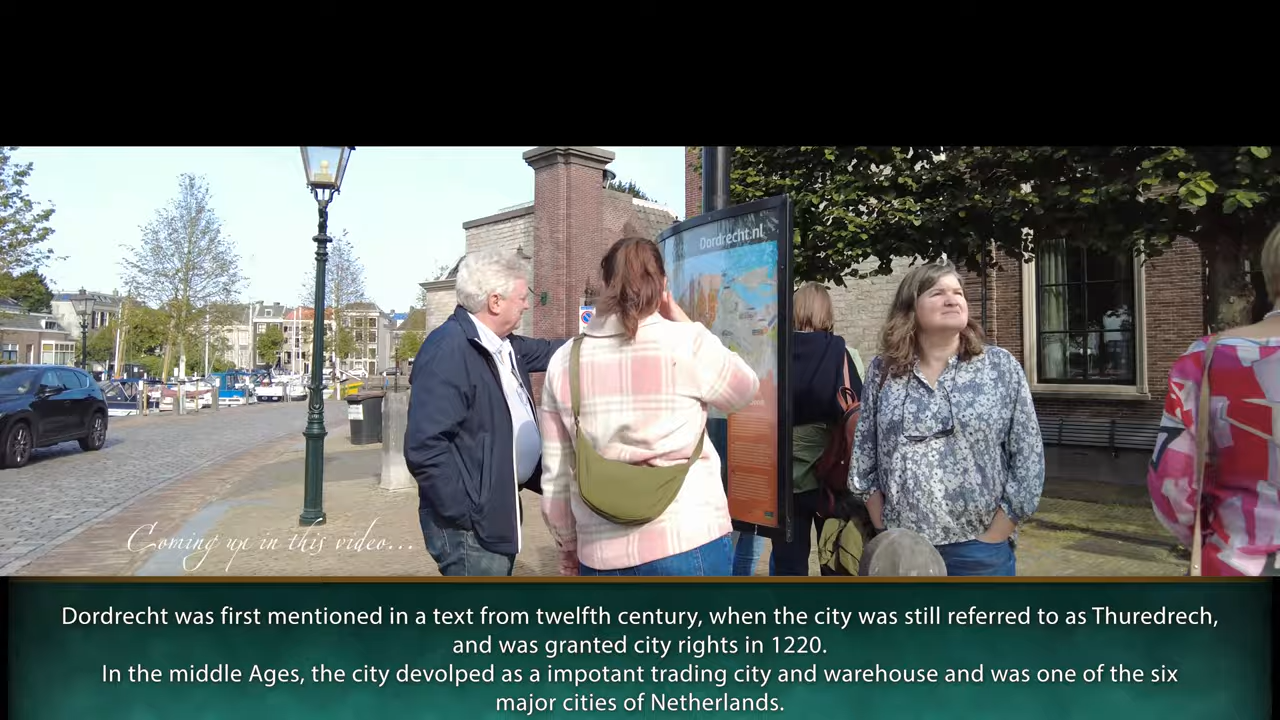 Dordrecht.nl
Coming up in this video...
Dordrecht was first mentioned in a text from twelfth century, when the city was still referred to as Thuredrech,
and was granted city rights in 1220.
In the middle Ages, the city devolped as a impotant trading city and warehouse and was one of the six
major cities of Netherlands.